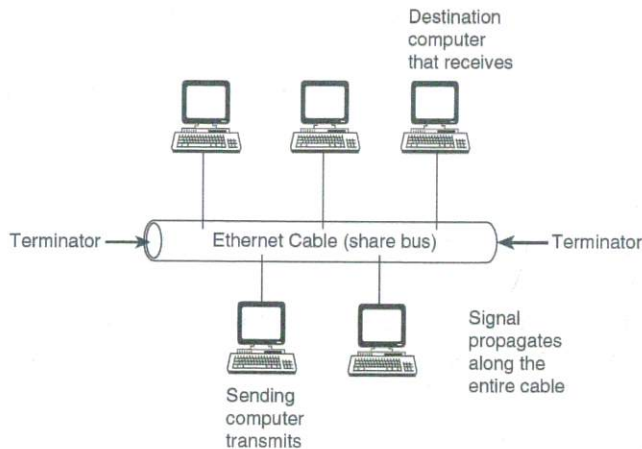 Destination
computer
that receives
Terminator
Ethernet Cable (share bus)
Terminator
Sending
computer
transmits
Signal
propagates
along the
entire cable